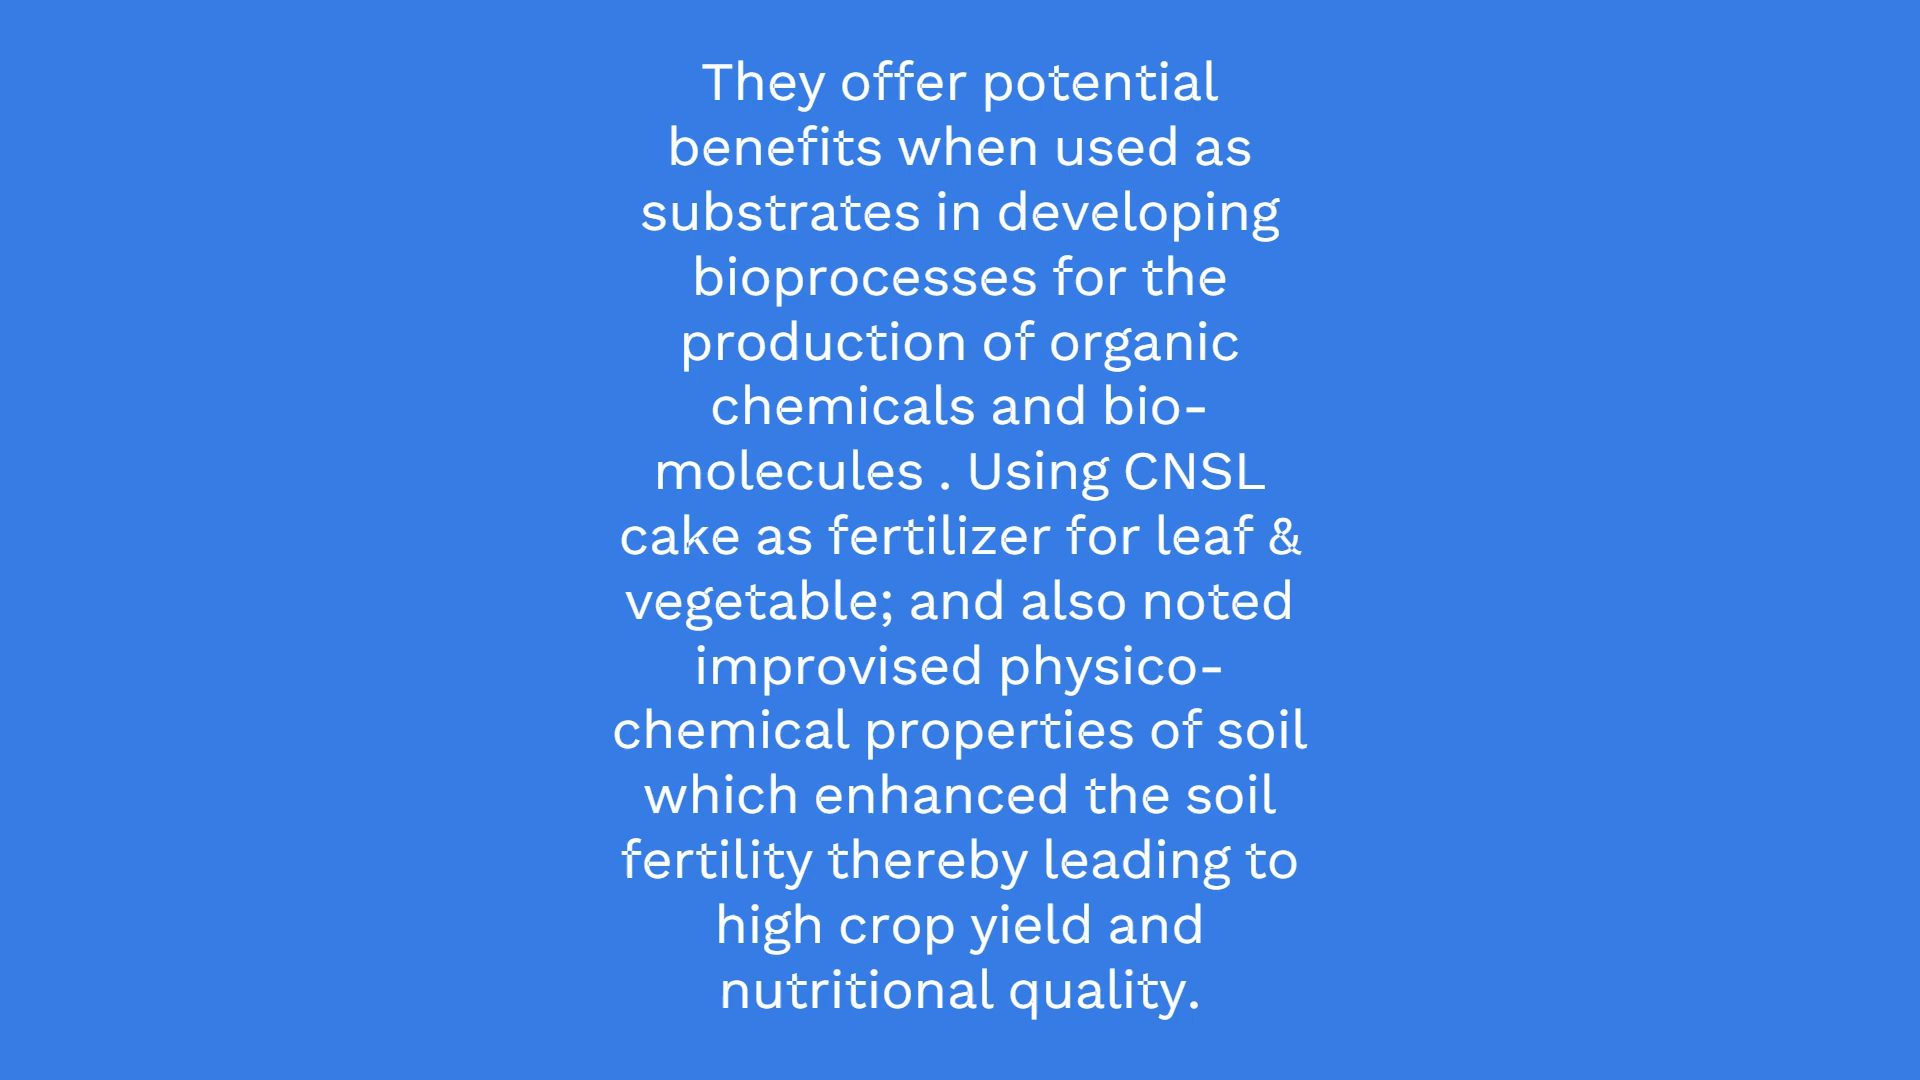 They offer potential
benefits when used as
substrates in developing
bioprocesses for the
production of organic
chemicals and bio-
molecules . Using CNSL
cake as fertilizer for leaf &
vegetable; and also noted
improvised physico-
chemical properties of soil
which enhanced the soil
fertility thereby leading to
high crop yield and
nutritional quality.